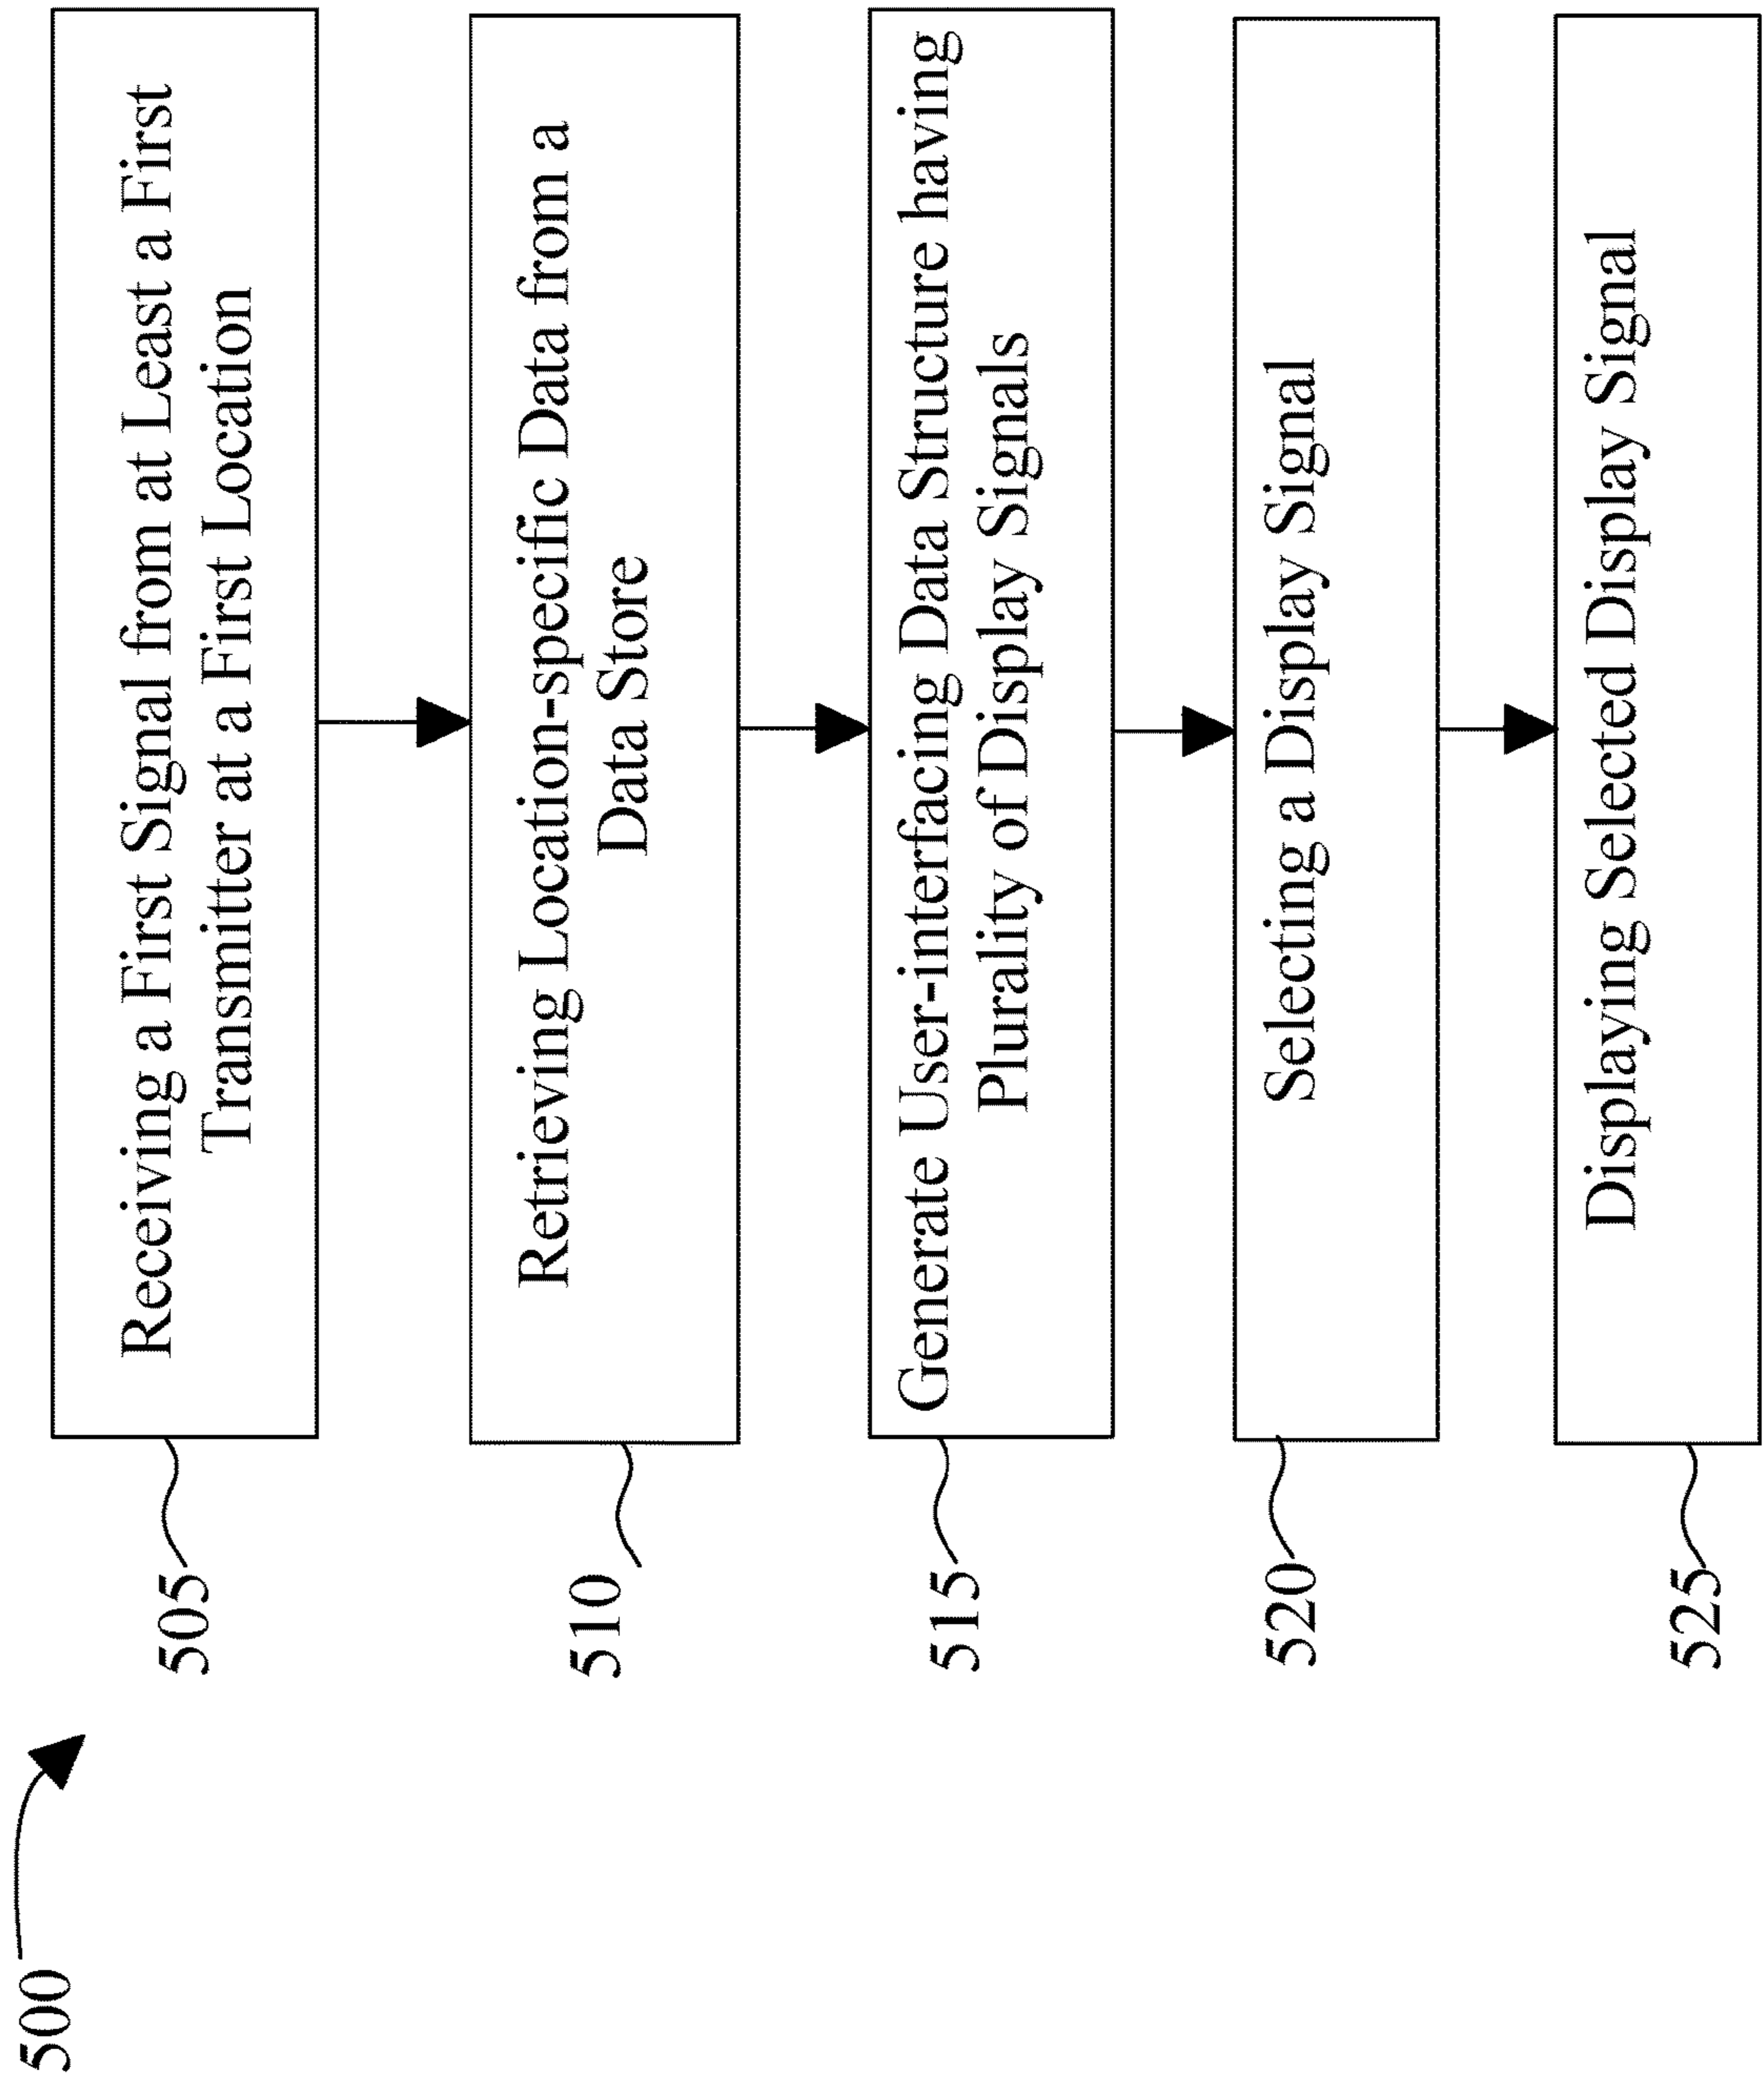 500
505
Receiving a First Signal from at Least a First
Transmitter at a First Location
510
Retrieving Location-specific Data from a
Data Store
515
Generate User-interfacing Data Structure having
Plurality of Display Signals
520
Selecting a Display Signal
525
Displaying Selected Display Signal